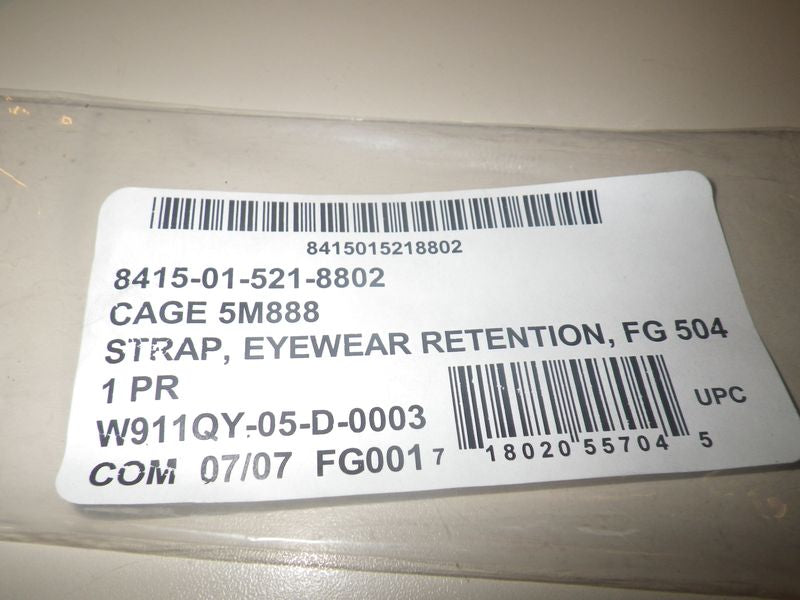 8415015218802
8415-01-521-8802
CAGE 5M888
STRAP, EYEWEAR RETENTION, FG 504
1 PR
W911QY-05-D-0003
UPC
COM 07/07 FG001
7 18020 55704 5